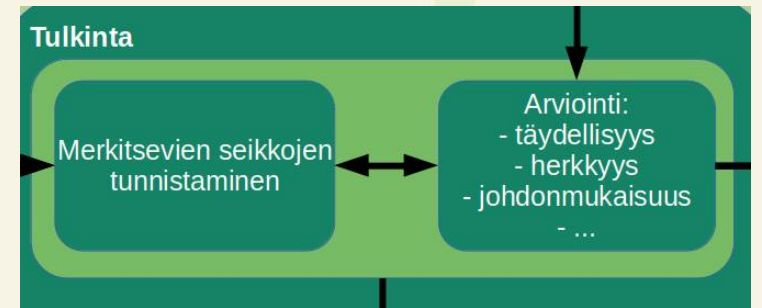 Tulkinta
Merkitsevien seikkojen
tunnistaminen
Arviointi:
- täydellisyys
- herkkyys
- johdonmukaisuus
- ...